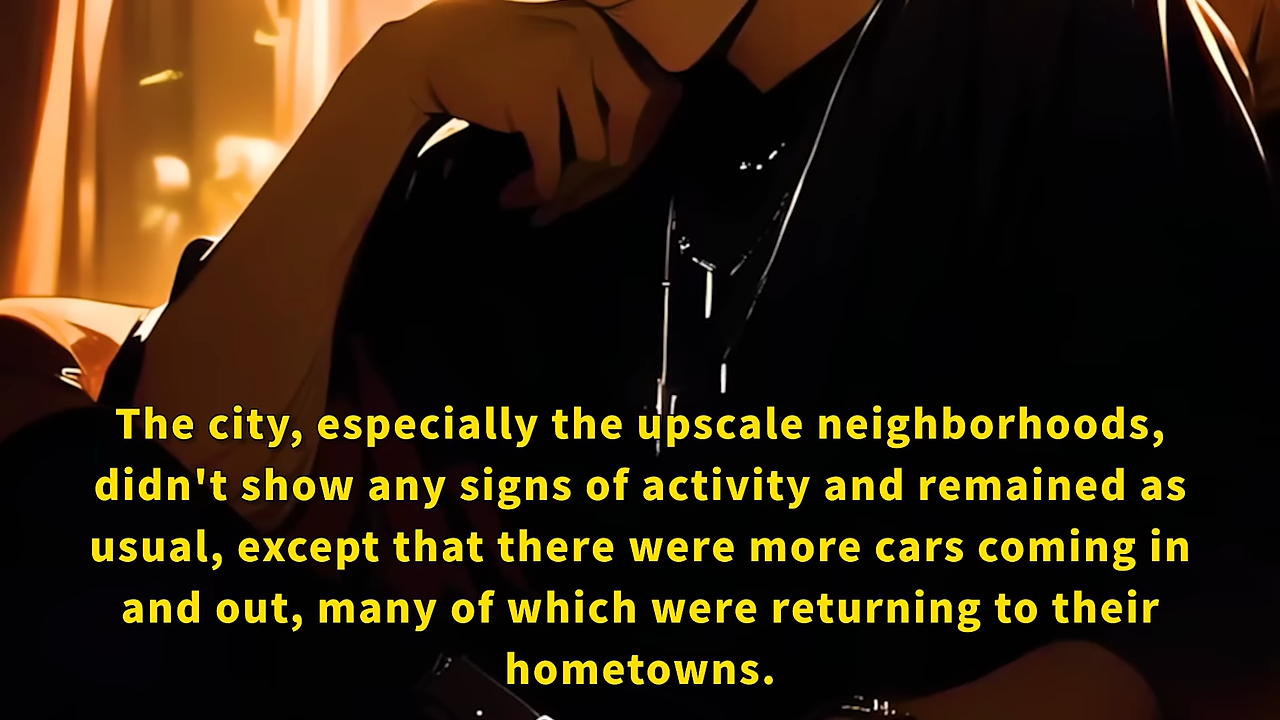 The city, especially the upscale neighborhoods,
didn't show any signs of activity and remained as
usual, except that there were more cars coming in
and out, many of which were returning to their
hometowns.